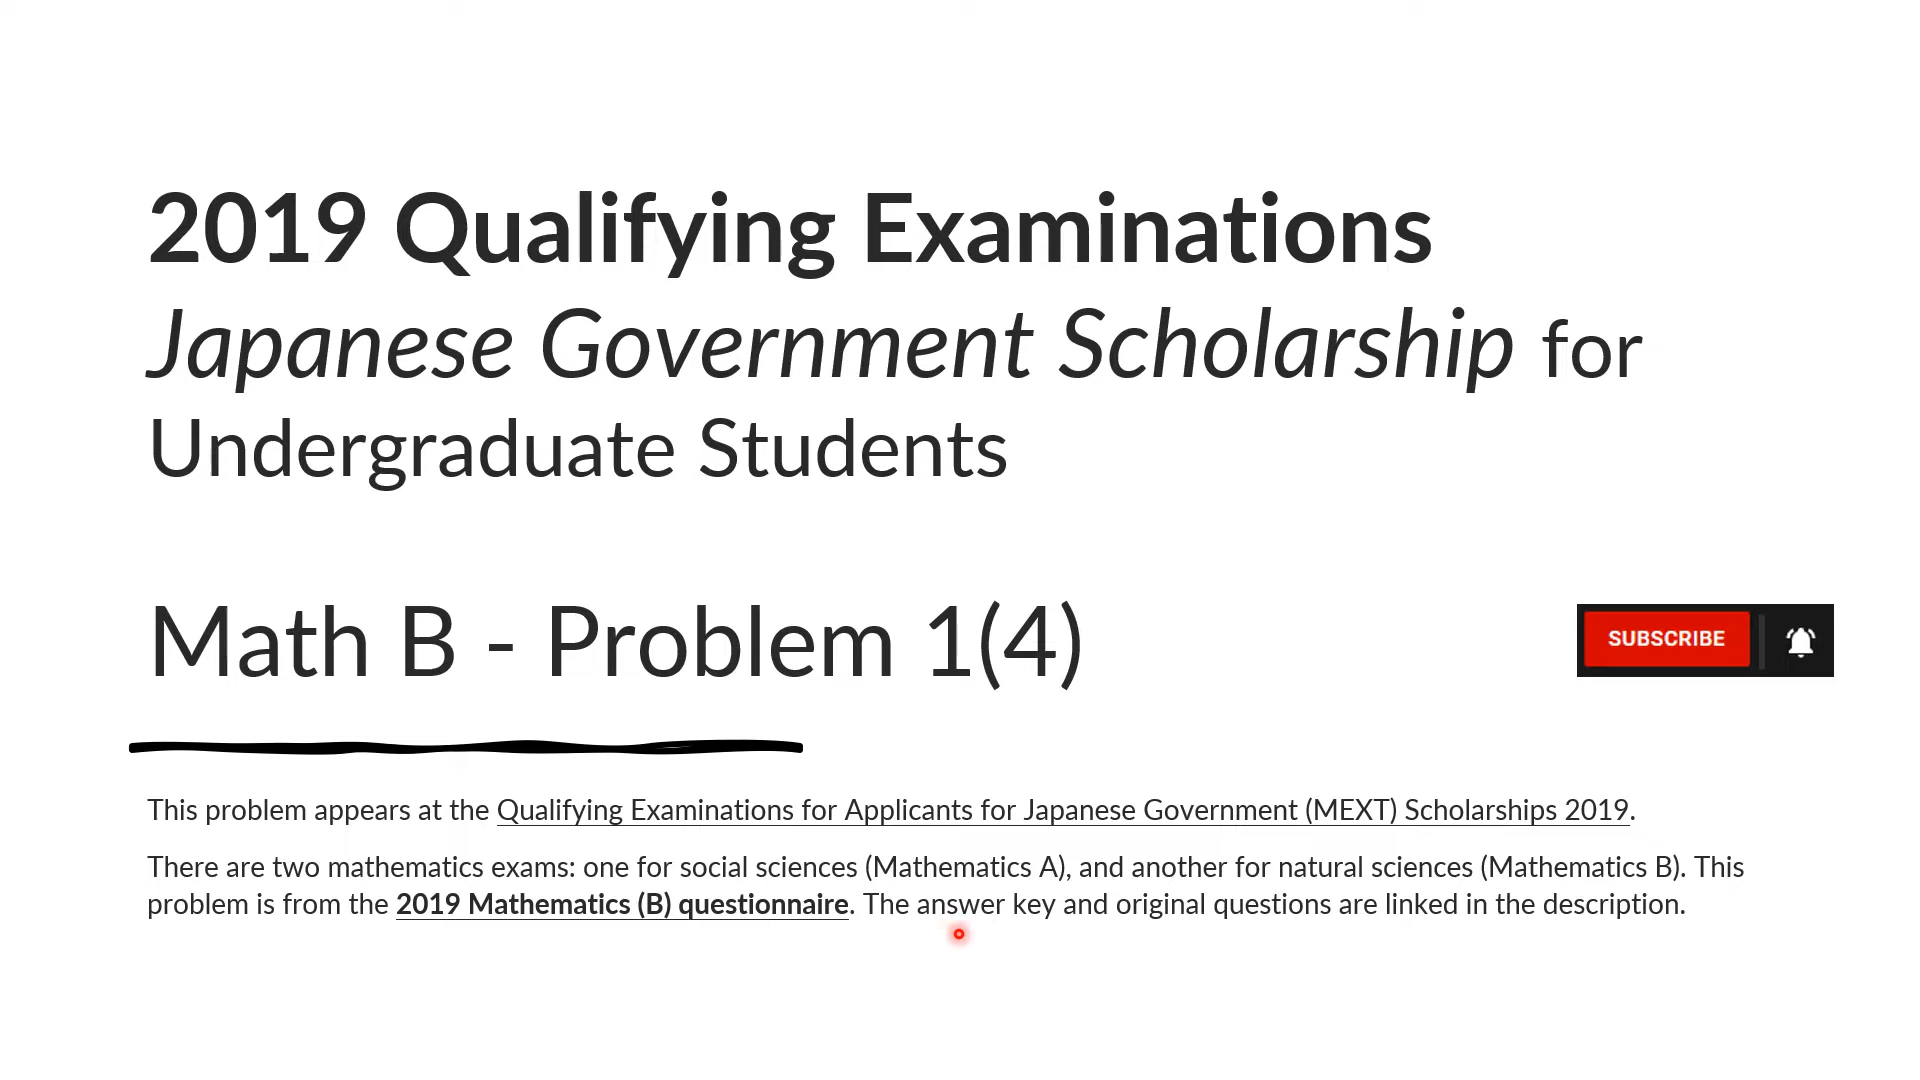 2019 Qualifying Examinations
Japanese Government Scholarship for
Undergraduate Students
Math B - Problem 1(4)
SUBSCRIBE
This problem appears at the Qualifying Examinations for Applicants for Japanese Government (MEXT) Scholarships 2019.
There are two mathematics exams: one for social sciences (Mathematics A), and another for natural sciences (Mathematics B). This
problem is from the 2019 Mathematics (B) questionnaire. The answer key and original questions are linked in the description.